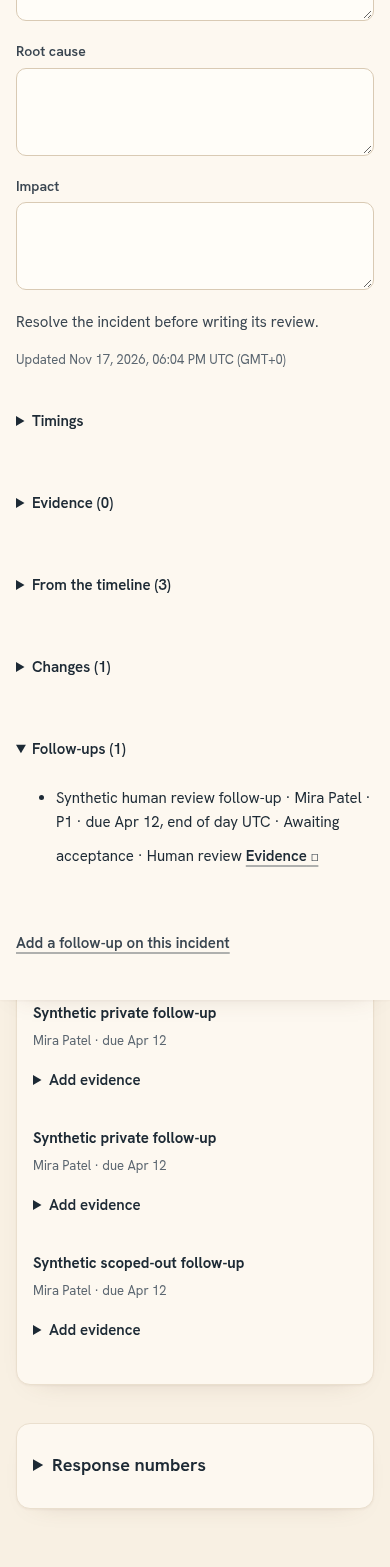 Root cause
Impact
Resolve the incident before writing its review.
Updated Nov 17, 2026, 06:04 PM UTC (GMT+0)
Timings
Evidence (0)
From the timeline (3)
Changes (1)
Follow-ups (1)
Synthetic human review follow-up · Mira Patel ·
P1 · due Apr 12, end of day UTC · Awaiting
acceptance · Human review Evidence
Add a follow-up on this incident
Synthetic private follow-up
Mira Patel · due Apr 12
Add evidence
Synthetic private follow-up
Mira Patel · due Apr 12
Add evidence
Synthetic scoped-out follow-up
Mira Patel · due Apr 12
Add evidence
Response numbers